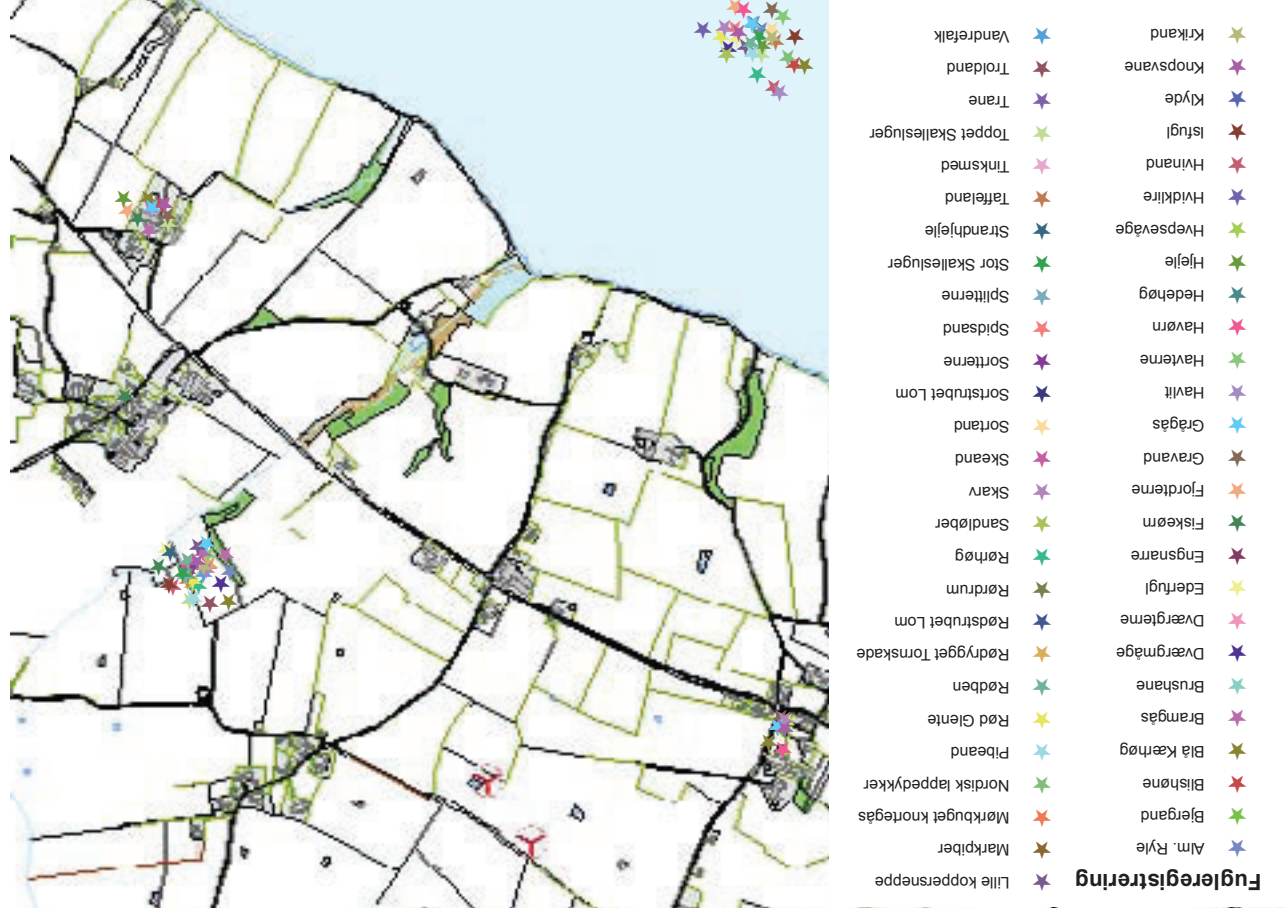 Fugleregistrering
Alm. Ryle
Bjergand
Blishøne
Blå Kærhøg
Bramgås
Brushane
Dværgmåge
Dværgterne
Ederfugl
Engsnarre
Fiskeørn
Fjordterne
Gravand
Grågås
Havlit
Havterne
Havørn
Hedehøg
Hjejle
Hvepsevåge
Hvidklire
Hvinand
Isfugl
Klyde
Knopsvane
Krikand
Lille koppersneppe
Markpiber
Mørkbuget knortegås
Nordisk lappedykker
Pibeand
Rød Glente
Rødben
Rødrygget Tornskade
Rødstrubet Lom
Rørdrum
Rørhøg
Sandløber
Skarv
Skeand
Sortand
Sortstrubet Lom
Sortterne
Spidsand
Splitterne
Stor Skallesluger
Strandhjejle
Taffeland
Tinksmed
Toppet Skallesluger
Trane
Troldand
Vandrefalk